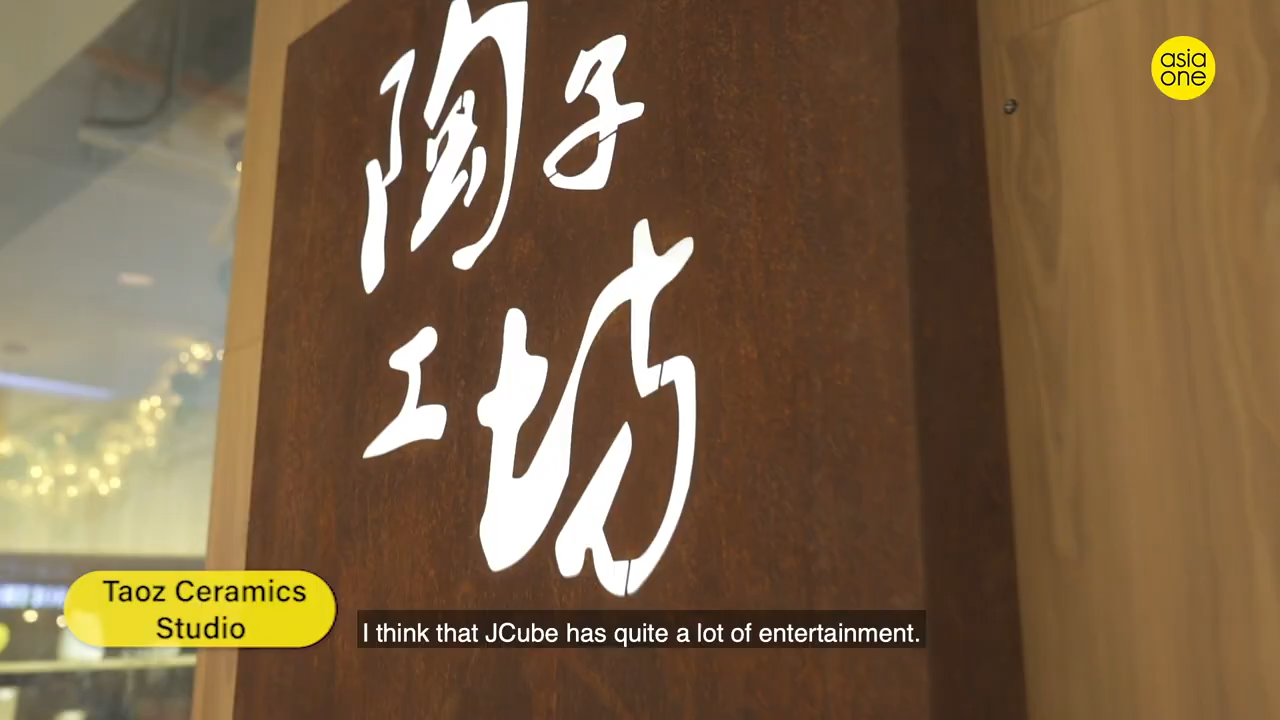 asia
one
陶子
工坊
Taoz Ceramics
Studio
I think that JCube has quite a lot of entertainment.